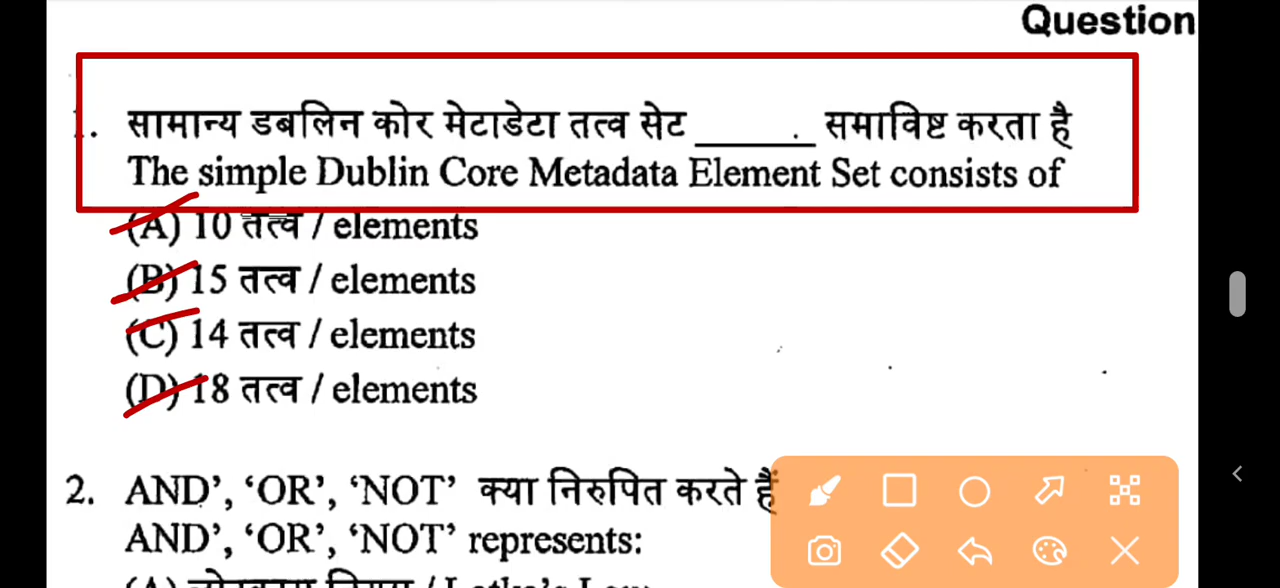 Question
1. सामान्य डबलिन कोर मेटाडेटा तत्व सेट ______. समाविष्ट करता है
The simple Dublin Core Metadata Element Set consists of
(A) 10 तत्व / elements
(B) 15 तत्व / elements
(C) 14 तत्व / elements
(D) 18 तत्व / elements
2. AND’, ‘OR’, ‘NOT’ क्या निरुपित करते हैं
AND’, ‘OR’, ‘NOT’ represents: